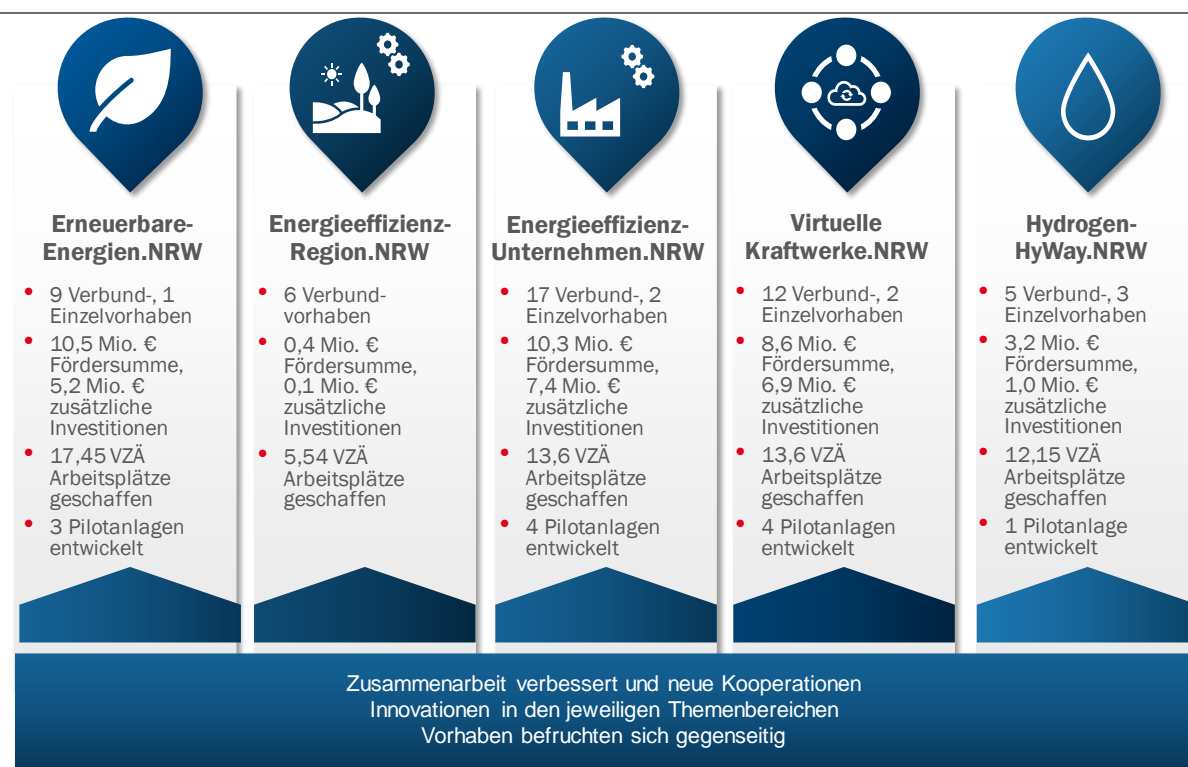 Erneuerbare-
Energien.NRW
• 9 Verbund-, 1
Einzelvorhaben
• 10,5 Mio. €
Fördersumme,
5,2 Mio. €
zusätzliche
Investitionen
• 17,45 VZÄ
Arbeitsplätze
geschaffen
• 3 Pilotanlagen
entwickelt
Energieeffizienz-
Region.NRW
• 6 Verbund-
vorhaben
• 0,4 Mio. €
Fördersumme,
0,1 Mio. €
zusätzliche
Investitionen
• 5,54 VZÄ
Arbeitsplätze
geschaffen
Energieeffizienz-
Unternehmen.NRW
• 17 Verbund-, 2
Einzelvorhaben
• 10,3 Mio. €
Fördersumme,
7,4 Mio. €
zusätzliche
Investitionen
• 13,6 VZÄ
Arbeitsplätze
geschaffen
• 4 Pilotanlagen
entwickelt
Virtuelle
Kraftwerke.NRW
• 12 Verbund-, 2
Einzelvorhaben
• 8,6 Mio. €
Fördersumme,
6,9 Mio. €
zusätzliche
Investitionen
• 13,6 VZÄ
Arbeitsplätze
geschaffen
• 4 Pilotanlagen
entwickelt
Hydrogen-
HyWay.NRW
• 5 Verbund-, 3
Einzelvorhaben
• 3,2 Mio. €
Fördersumme,
1,0 Mio. €
zusätzliche
Investitionen
• 12,15 VZÄ
Arbeitsplätze
geschaffen
• 1 Pilotanlage
entwickelt
Zusammenarbeit verbessert und neue Kooperationen
Innovationen in den jeweiligen Themenbereichen
Vorhaben befruchten sich gegenseitig